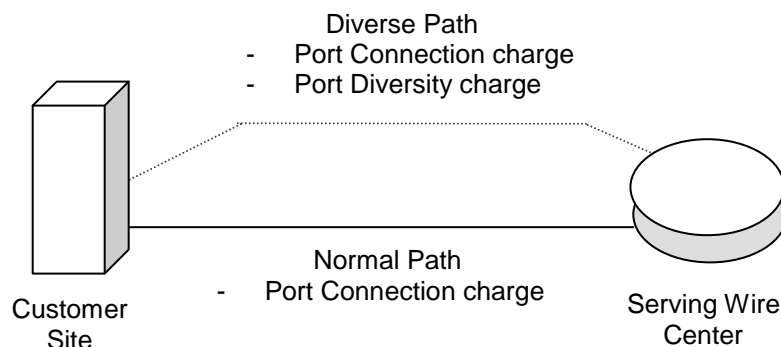 Diverse Path
- Port Connection charge
- Port Diversity charge
Normal Path
- Port Connection charge
Customer
Site
Serving Wire
Center